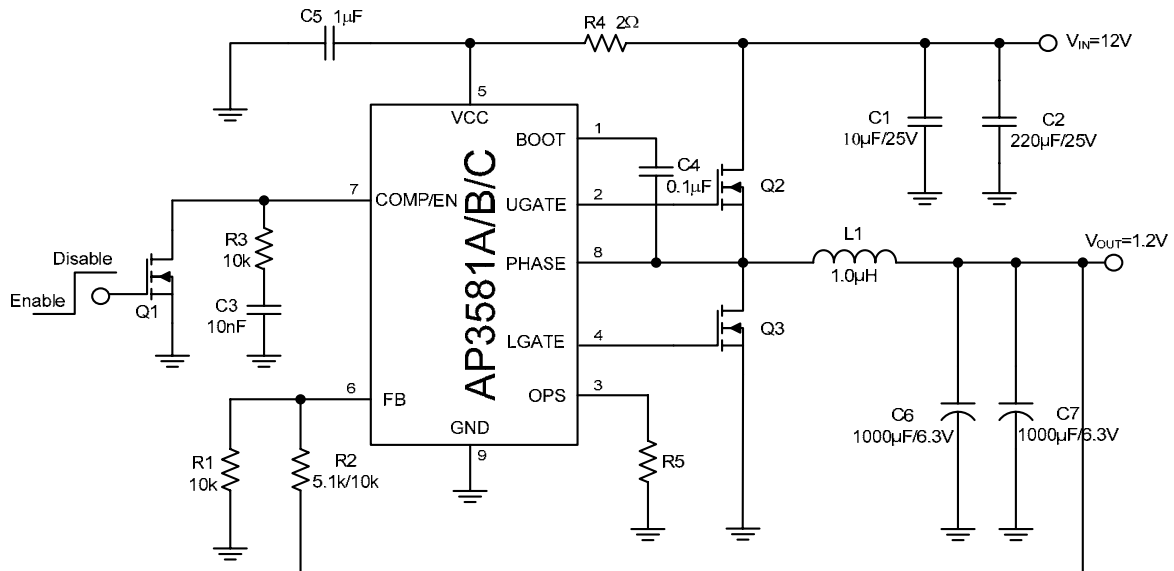 C5 1μF
R4 2Ω
VIN=12V
5
VCC
BOOT
1
C4
0.1μF
C1
10μF/25V
C2
220μF/25V
AP3581A/B/C
7
COMP/EN
UGATE
2
Q2
R3
10k
Disable
Enable
Q1
C3
10nF
PHASE
8
L1
1.0μH
VOUT=1.2V
LGATE
4
Q3
6
FB
OPS
3
GND
9
R1
10k
R2
5.1k/10k
R5
C6
1000μF/6.3V
C7
1000μF/6.3V